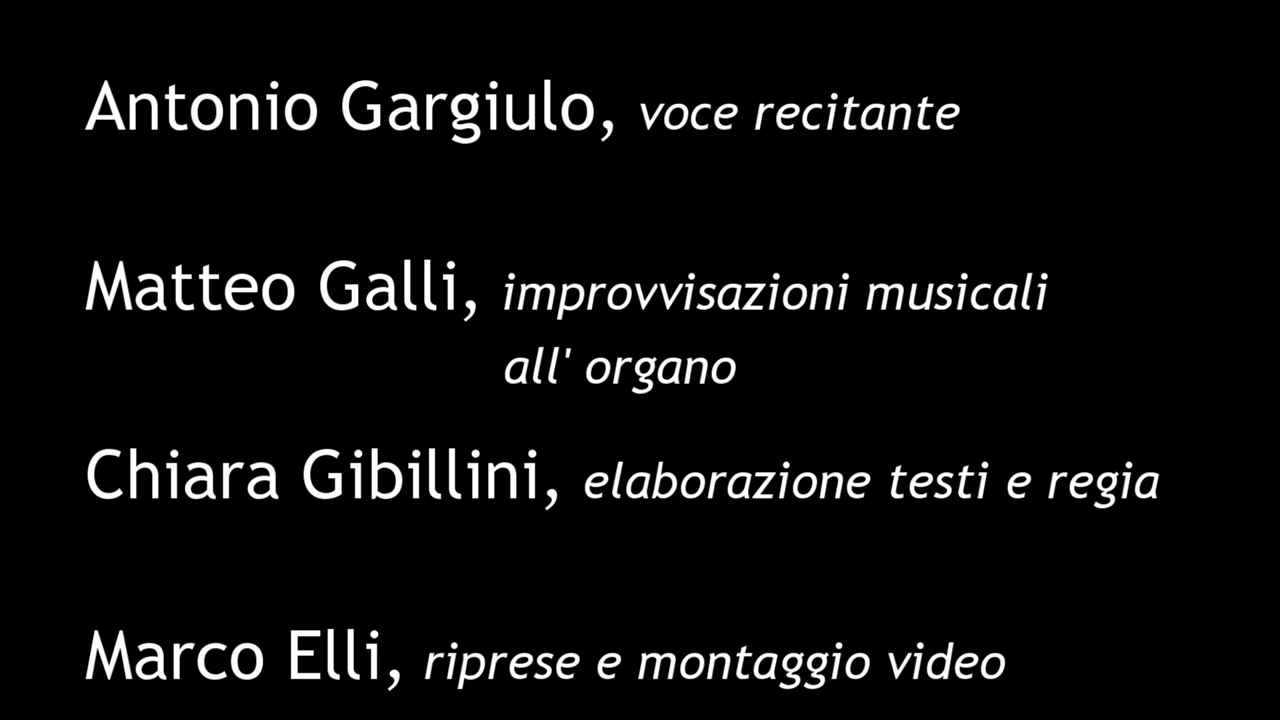 Antonio Gargiulo, voce recitante
Matteo Galli, improvvisazioni musicali
all' organo
Chiara Gibillini, elaborazione testi e regia
Marco Elli, riprese e montaggio video